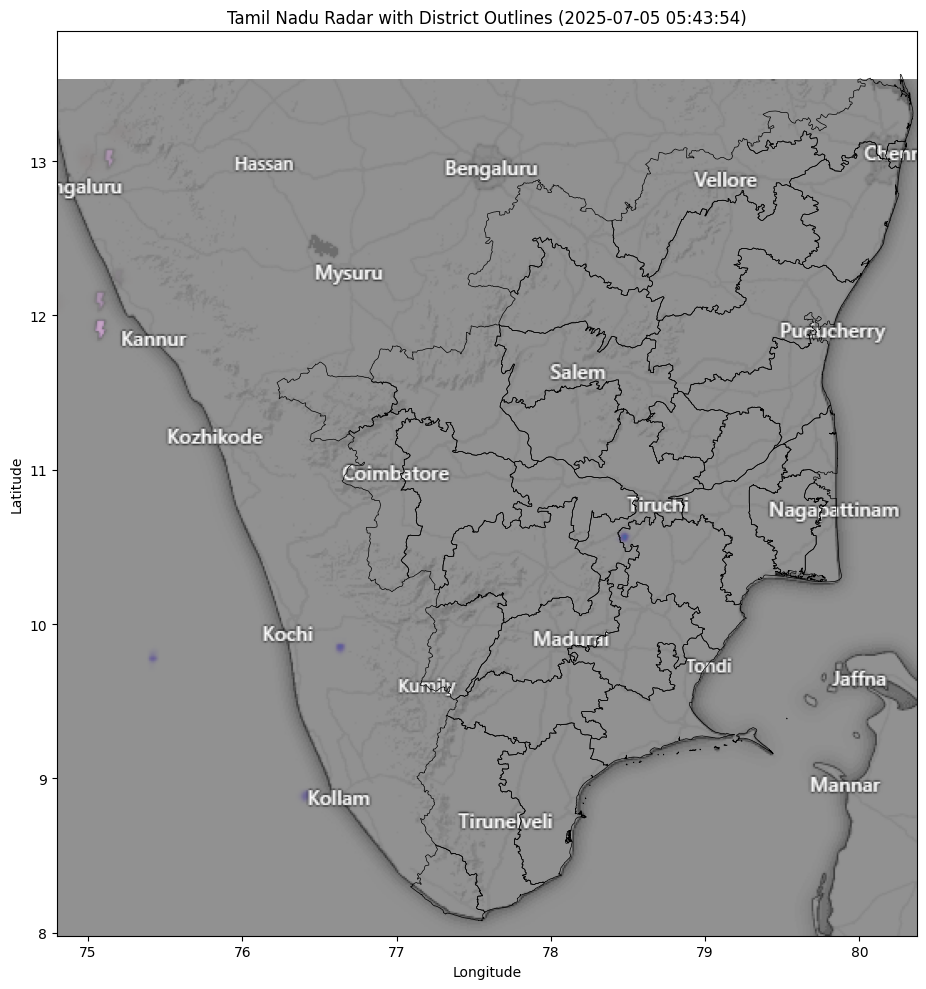 Tamil Nadu Radar with District Outlines (2025-07-05 05:43:54)
13
12
11
10
9
8
Latitude
Hassan
Bengaluru
Chenn
Vellore
ngaluru
Mysuru
Puducherry
Kannur
Salem
Kozhikode
Coimbatore
Tiruchi
Nagapattinam
Kochi
Madurai
Tondi
Jaffna
Kumily
Mannar
Kollam
Tirunelveli
75
76
77
78
79
80
Longitude